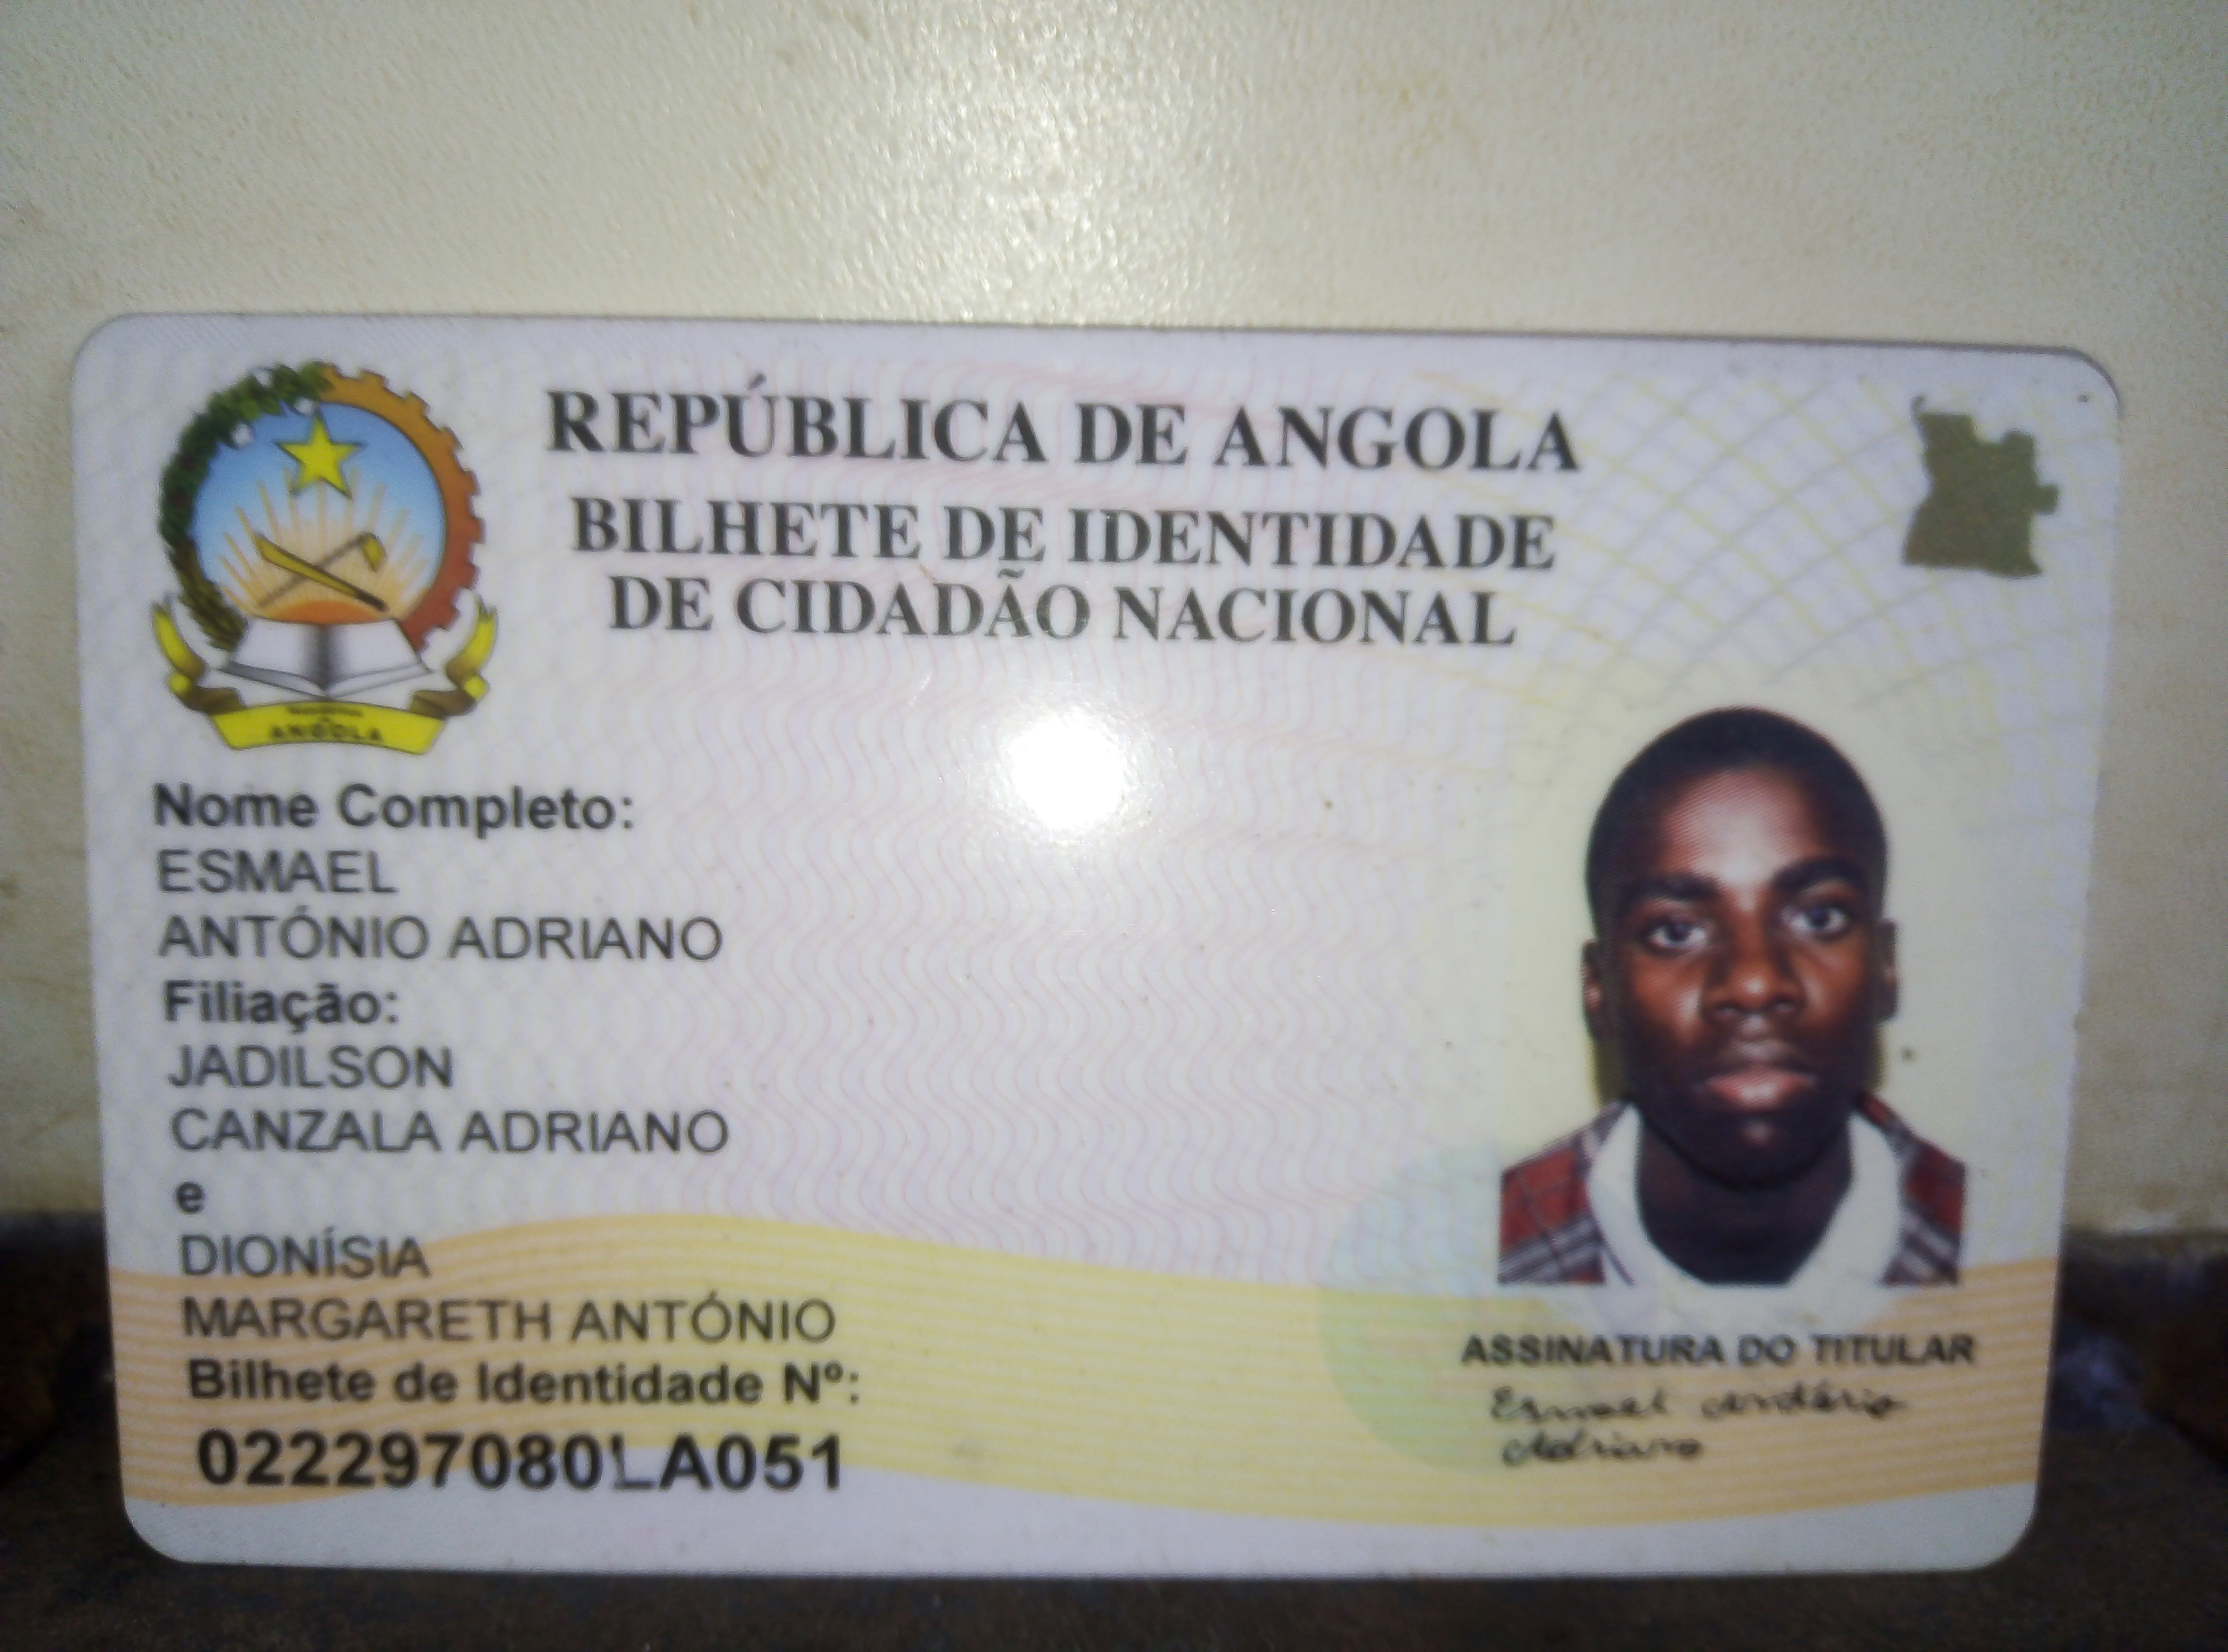 REPÚBLICA DE ANGOLA
BILHETE DE IDENTIDADE
DE CIDADÃO NACIONAL
ANGOLA
Nome Completo:
ESMAEL
ANTÓNIO ADRIANO
Filiação:
JADILSON
CANZALA ADRIANO
e
DIONÍSIA
MARGARETH ANTÓNIO
Bilhete de Identidade Nº:
022297080LA051
ASSINATURA DO TITULAR
Esmael António
Adriano